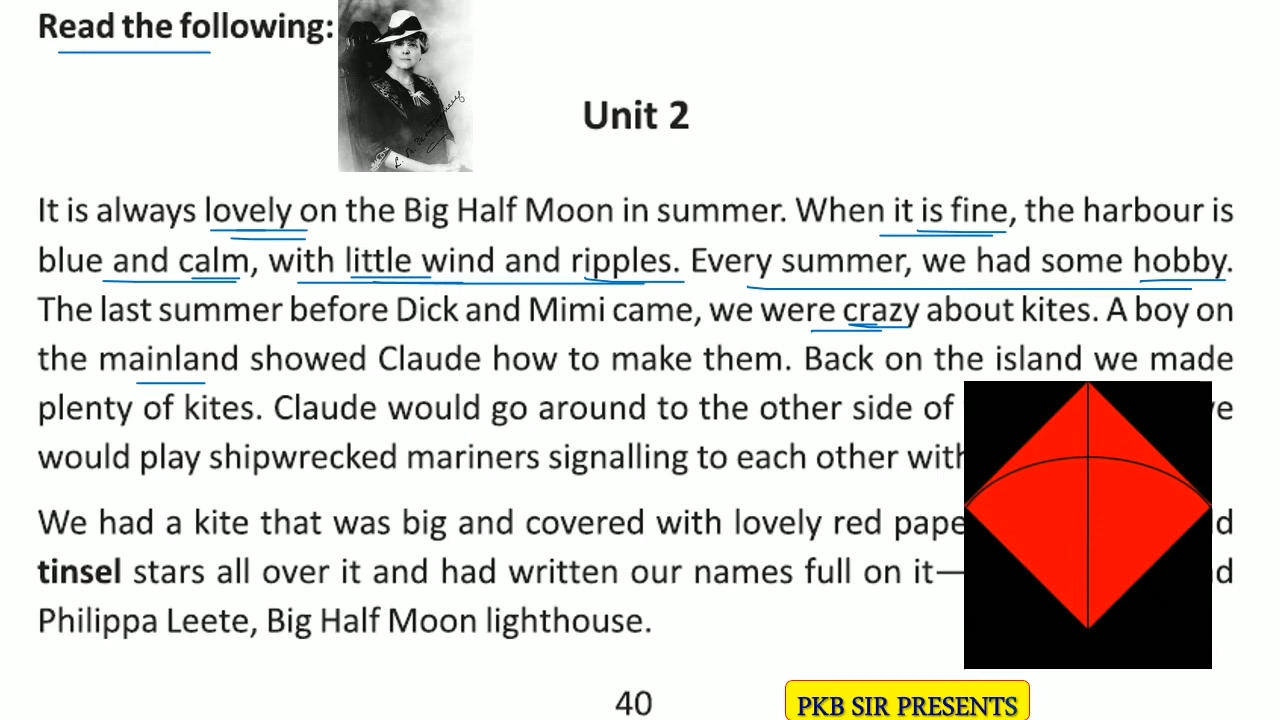 Read the following:
L. M. Montgomery
Unit 2
It is always lovely on the Big Half Moon in summer. When it is fine, the harbour is
blue and calm, with little wind and ripples. Every summer, we had some hobby.
The last summer before Dick and Mimi came, we were crazy about kites. A boy on
the mainland showed Claude how to make them. Back on the island we made
plenty of kites. Claude would go around to the other side of
would play shipwrecked mariners signalling to each other with
We had a kite that was big and covered with lovely red
tinsel stars all over it and had written our names full on it—
Philippa Leete, Big Half Moon lighthouse.
40
PKB SIR PRESENTS